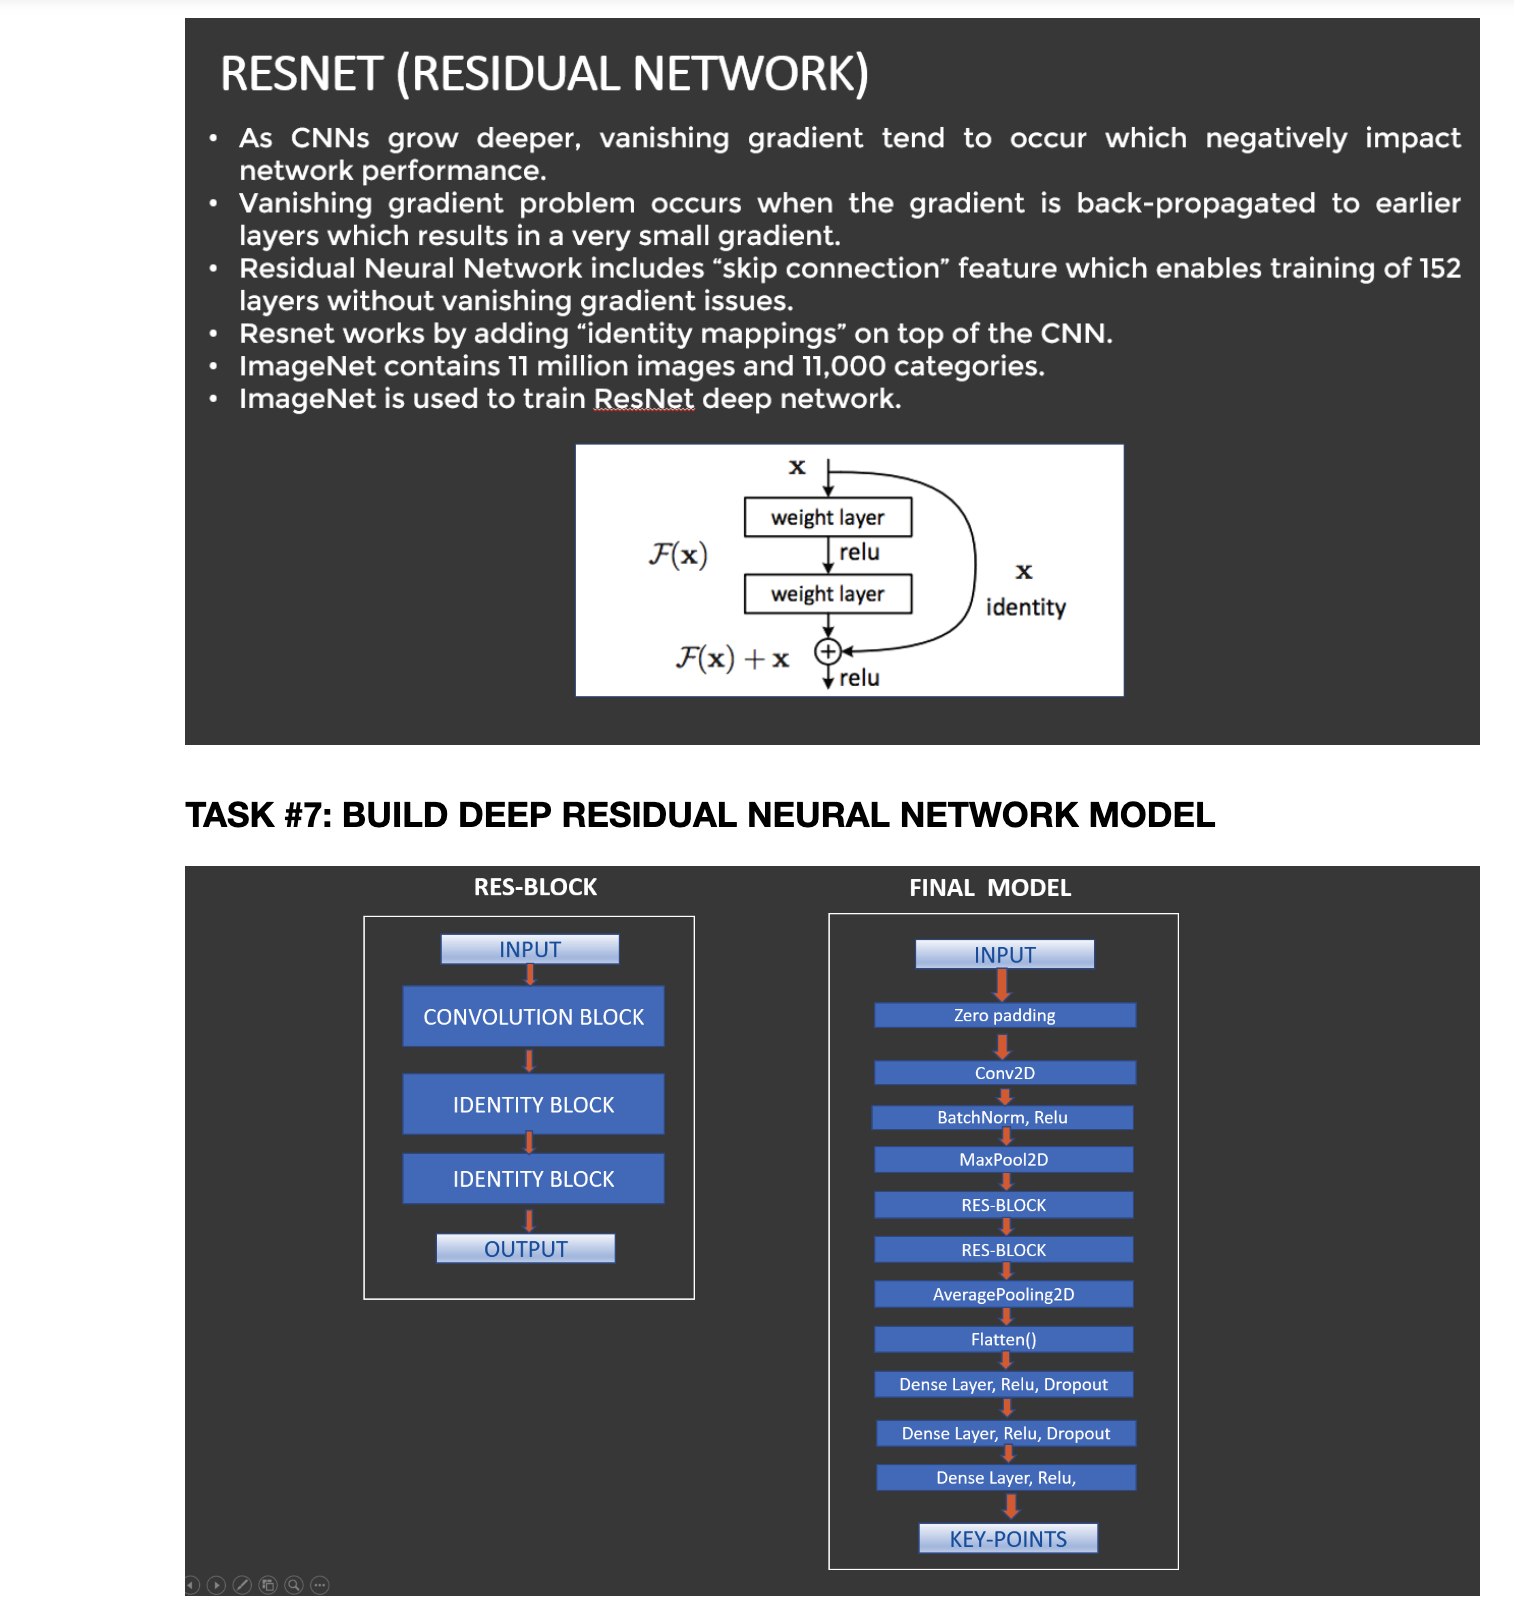 RESNET (RESIDUAL NETWORK)
• As CNNs grow deeper, vanishing gradient tend to occur which negatively impact
network performance.
• Vanishing gradient problem occurs when the gradient is back-propagated to earlier
layers which results in a very small gradient.
• Residual Neural Network includes “skip connection” feature which enables training of 152
layers without vanishing gradient issues.
• Resnet works by adding “identity mappings” on top of the CNN.
• ImageNet contains 11 million images and 11,000 categories.
• ImageNet is used to train ResNet deep network.
x
weight layer
F(x)
relu
x
weight layer
identity
F(x) + x
+
relu
TASK #7: BUILD DEEP RESIDUAL NEURAL NETWORK MODEL
RES-BLOCK
INPUT
CONVOLUTION BLOCK
IDENTITY BLOCK
IDENTITY BLOCK
OUTPUT
FINAL MODEL
INPUT
Zero padding
Conv2D
BatchNorm, Relu
MaxPool2D
RES-BLOCK
RES-BLOCK
AveragePooling2D
Flatten()
Dense Layer, Relu, Dropout
Dense Layer, Relu, Dropout
Dense Layer, Relu,
KEY-POINTS